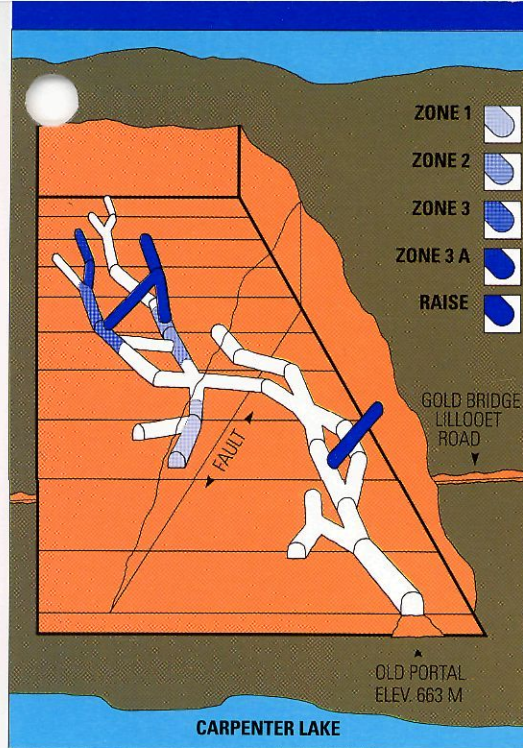 ZONE 1
ZONE 2
ZONE 3
ZONE 3 A
RAISE
GOLD BRIDGE
LILLOOET
ROAD
FAULT
OLD PORTAL
ELEV. 663 M
CARPENTER LAKE